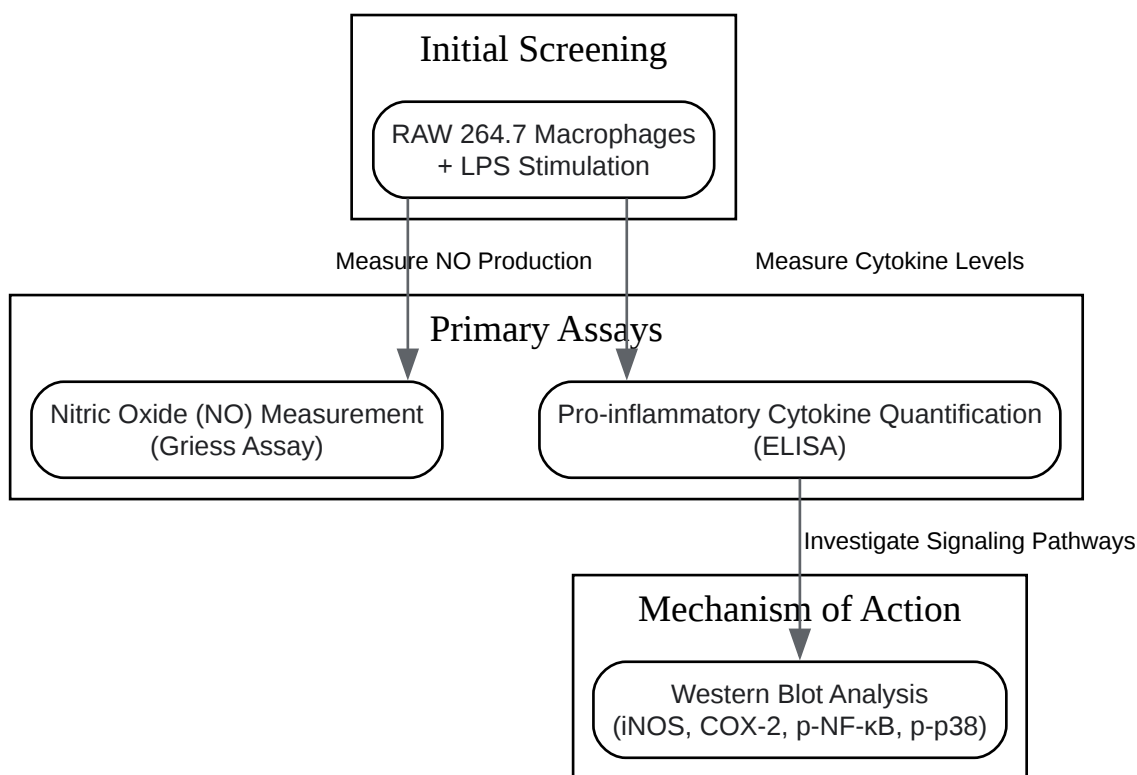 Initial Screening
RAW 264.7 Macrophages
+ LPS Stimulation
Measure NO Production
Measure Cytokine Levels
Primary Assays
Nitric Oxide (NO) Measurement
(Griess Assay)
Pro-inflammatory Cytokine Quantification
(ELISA)
Investigate Signaling Pathways
Mechanism of Action
Western Blot Analysis
(iNOS, COX-2, p-NF-κB, p-p38)